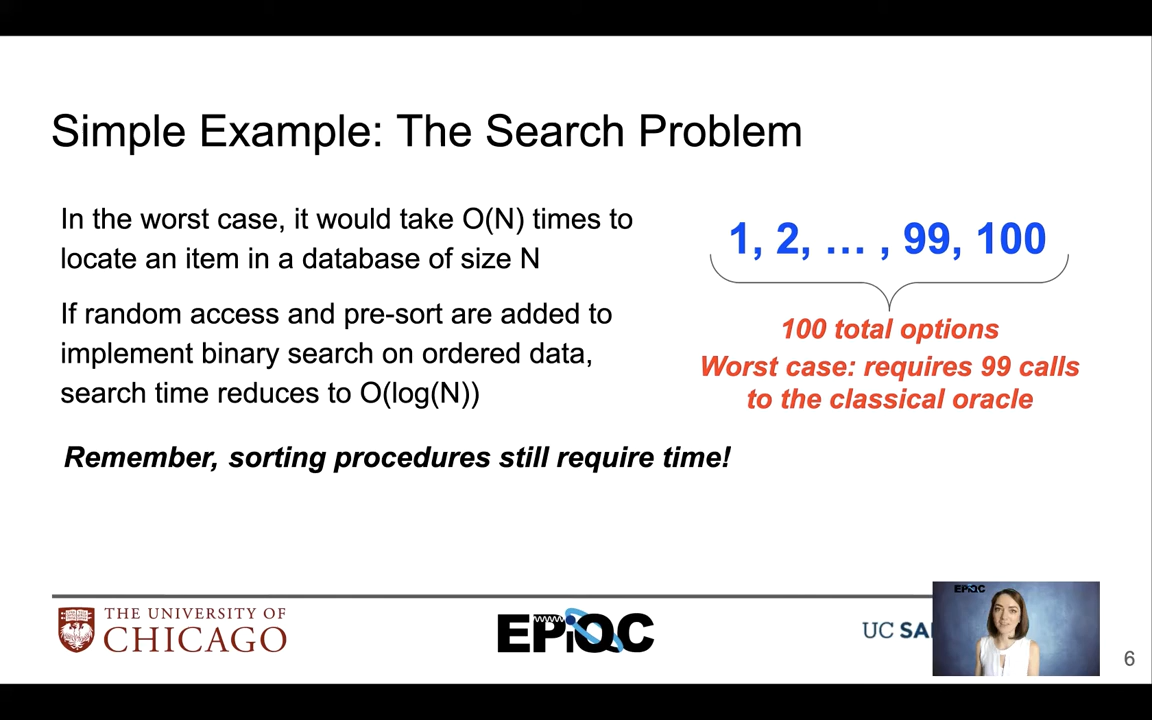 Simple Example: The Search Problem
In the worst case, it would take O(N) times to
locate an item in a database of size N
If random access and pre-sort are added to
implement binary search on ordered data,
search time reduces to O(log(N))
Remember, sorting procedures still require time!
1, 2, … , 99, 100
100 total options
Worst case: requires 99 calls
to the classical oracle
THE UNIVERSITY OF
CHICAGO
EPiQC
UC SA
EPiQC
6